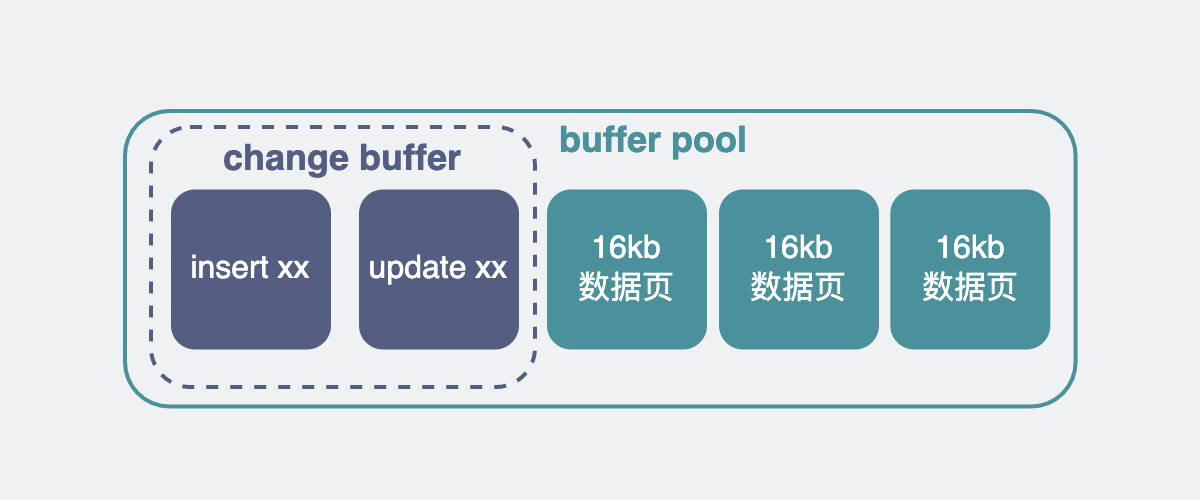 buffer pool
change buffer
insert xx
update xx
16kb
数据页
16kb
数据页
16kb
数据页